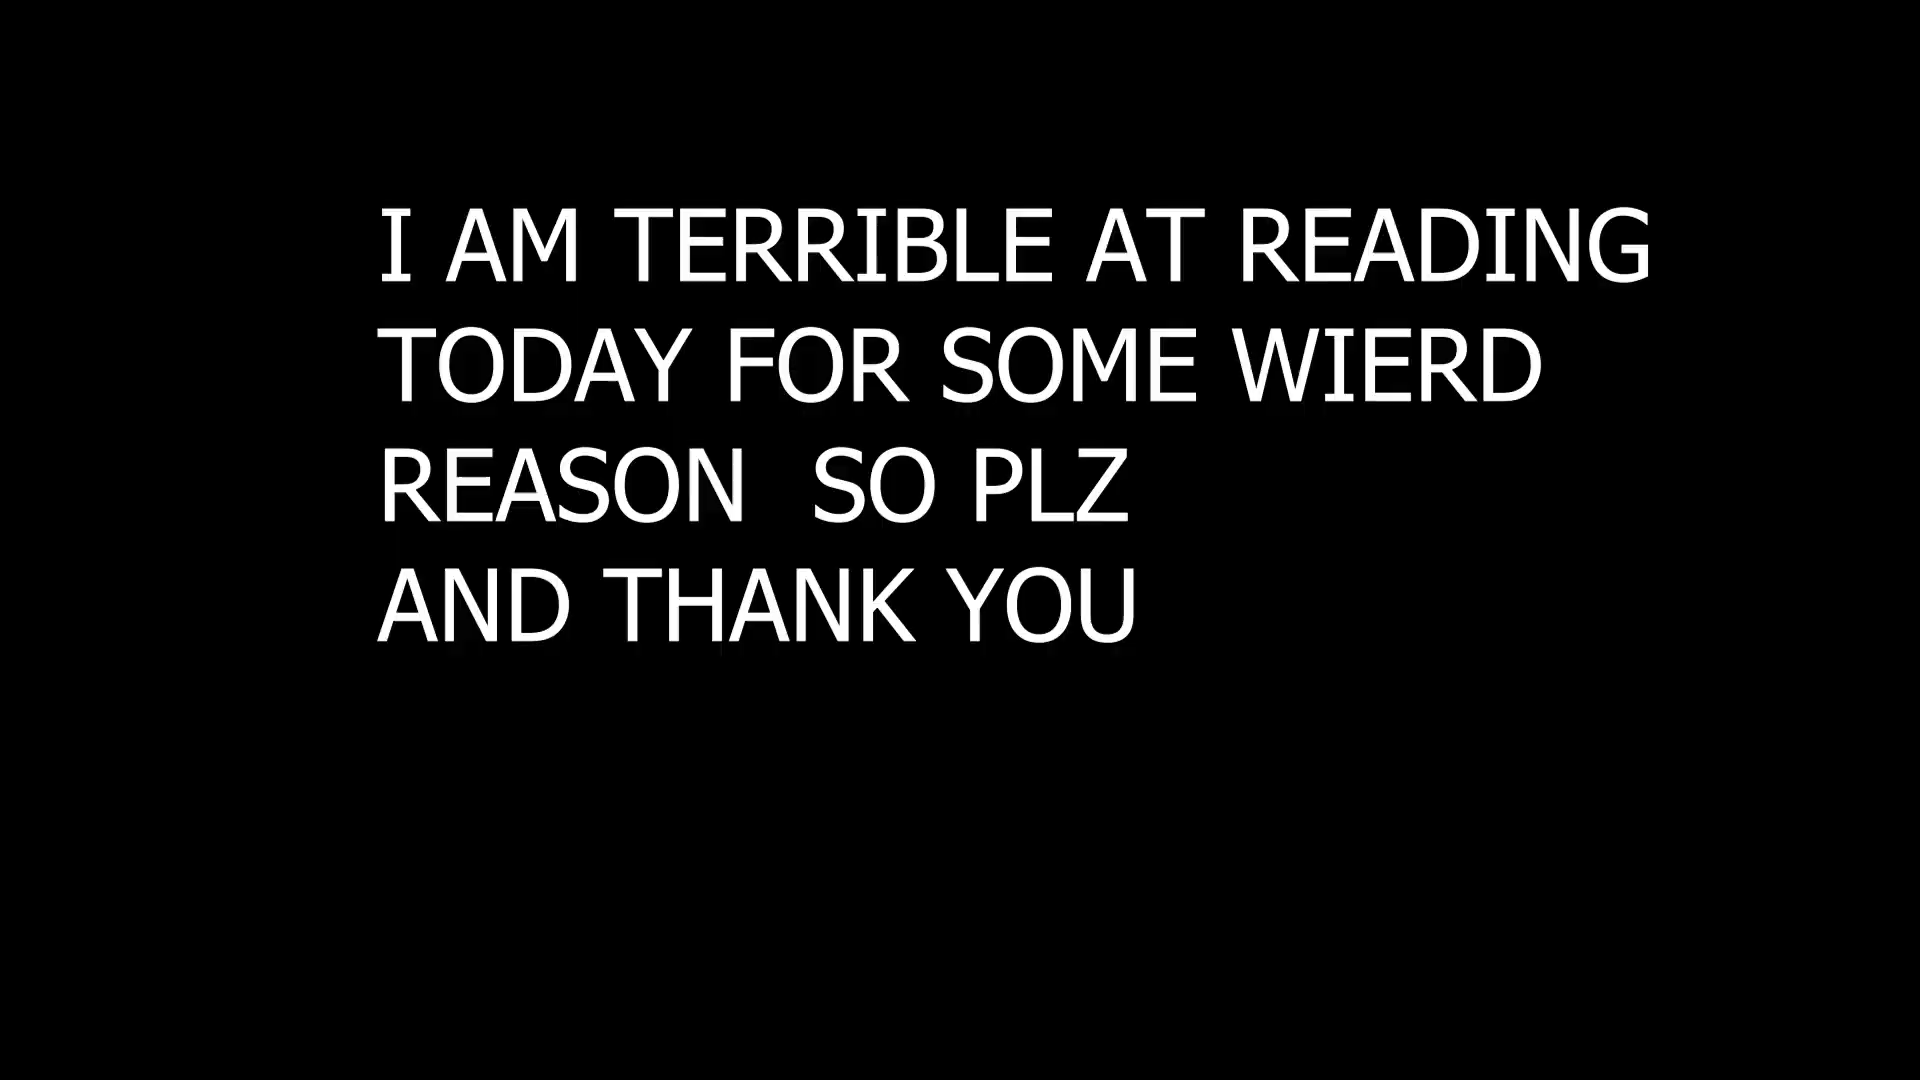 I AM TERRIBLE AT READING
TODAY FOR SOME WIERD
REASON  SO PLZ
AND THANK YOU